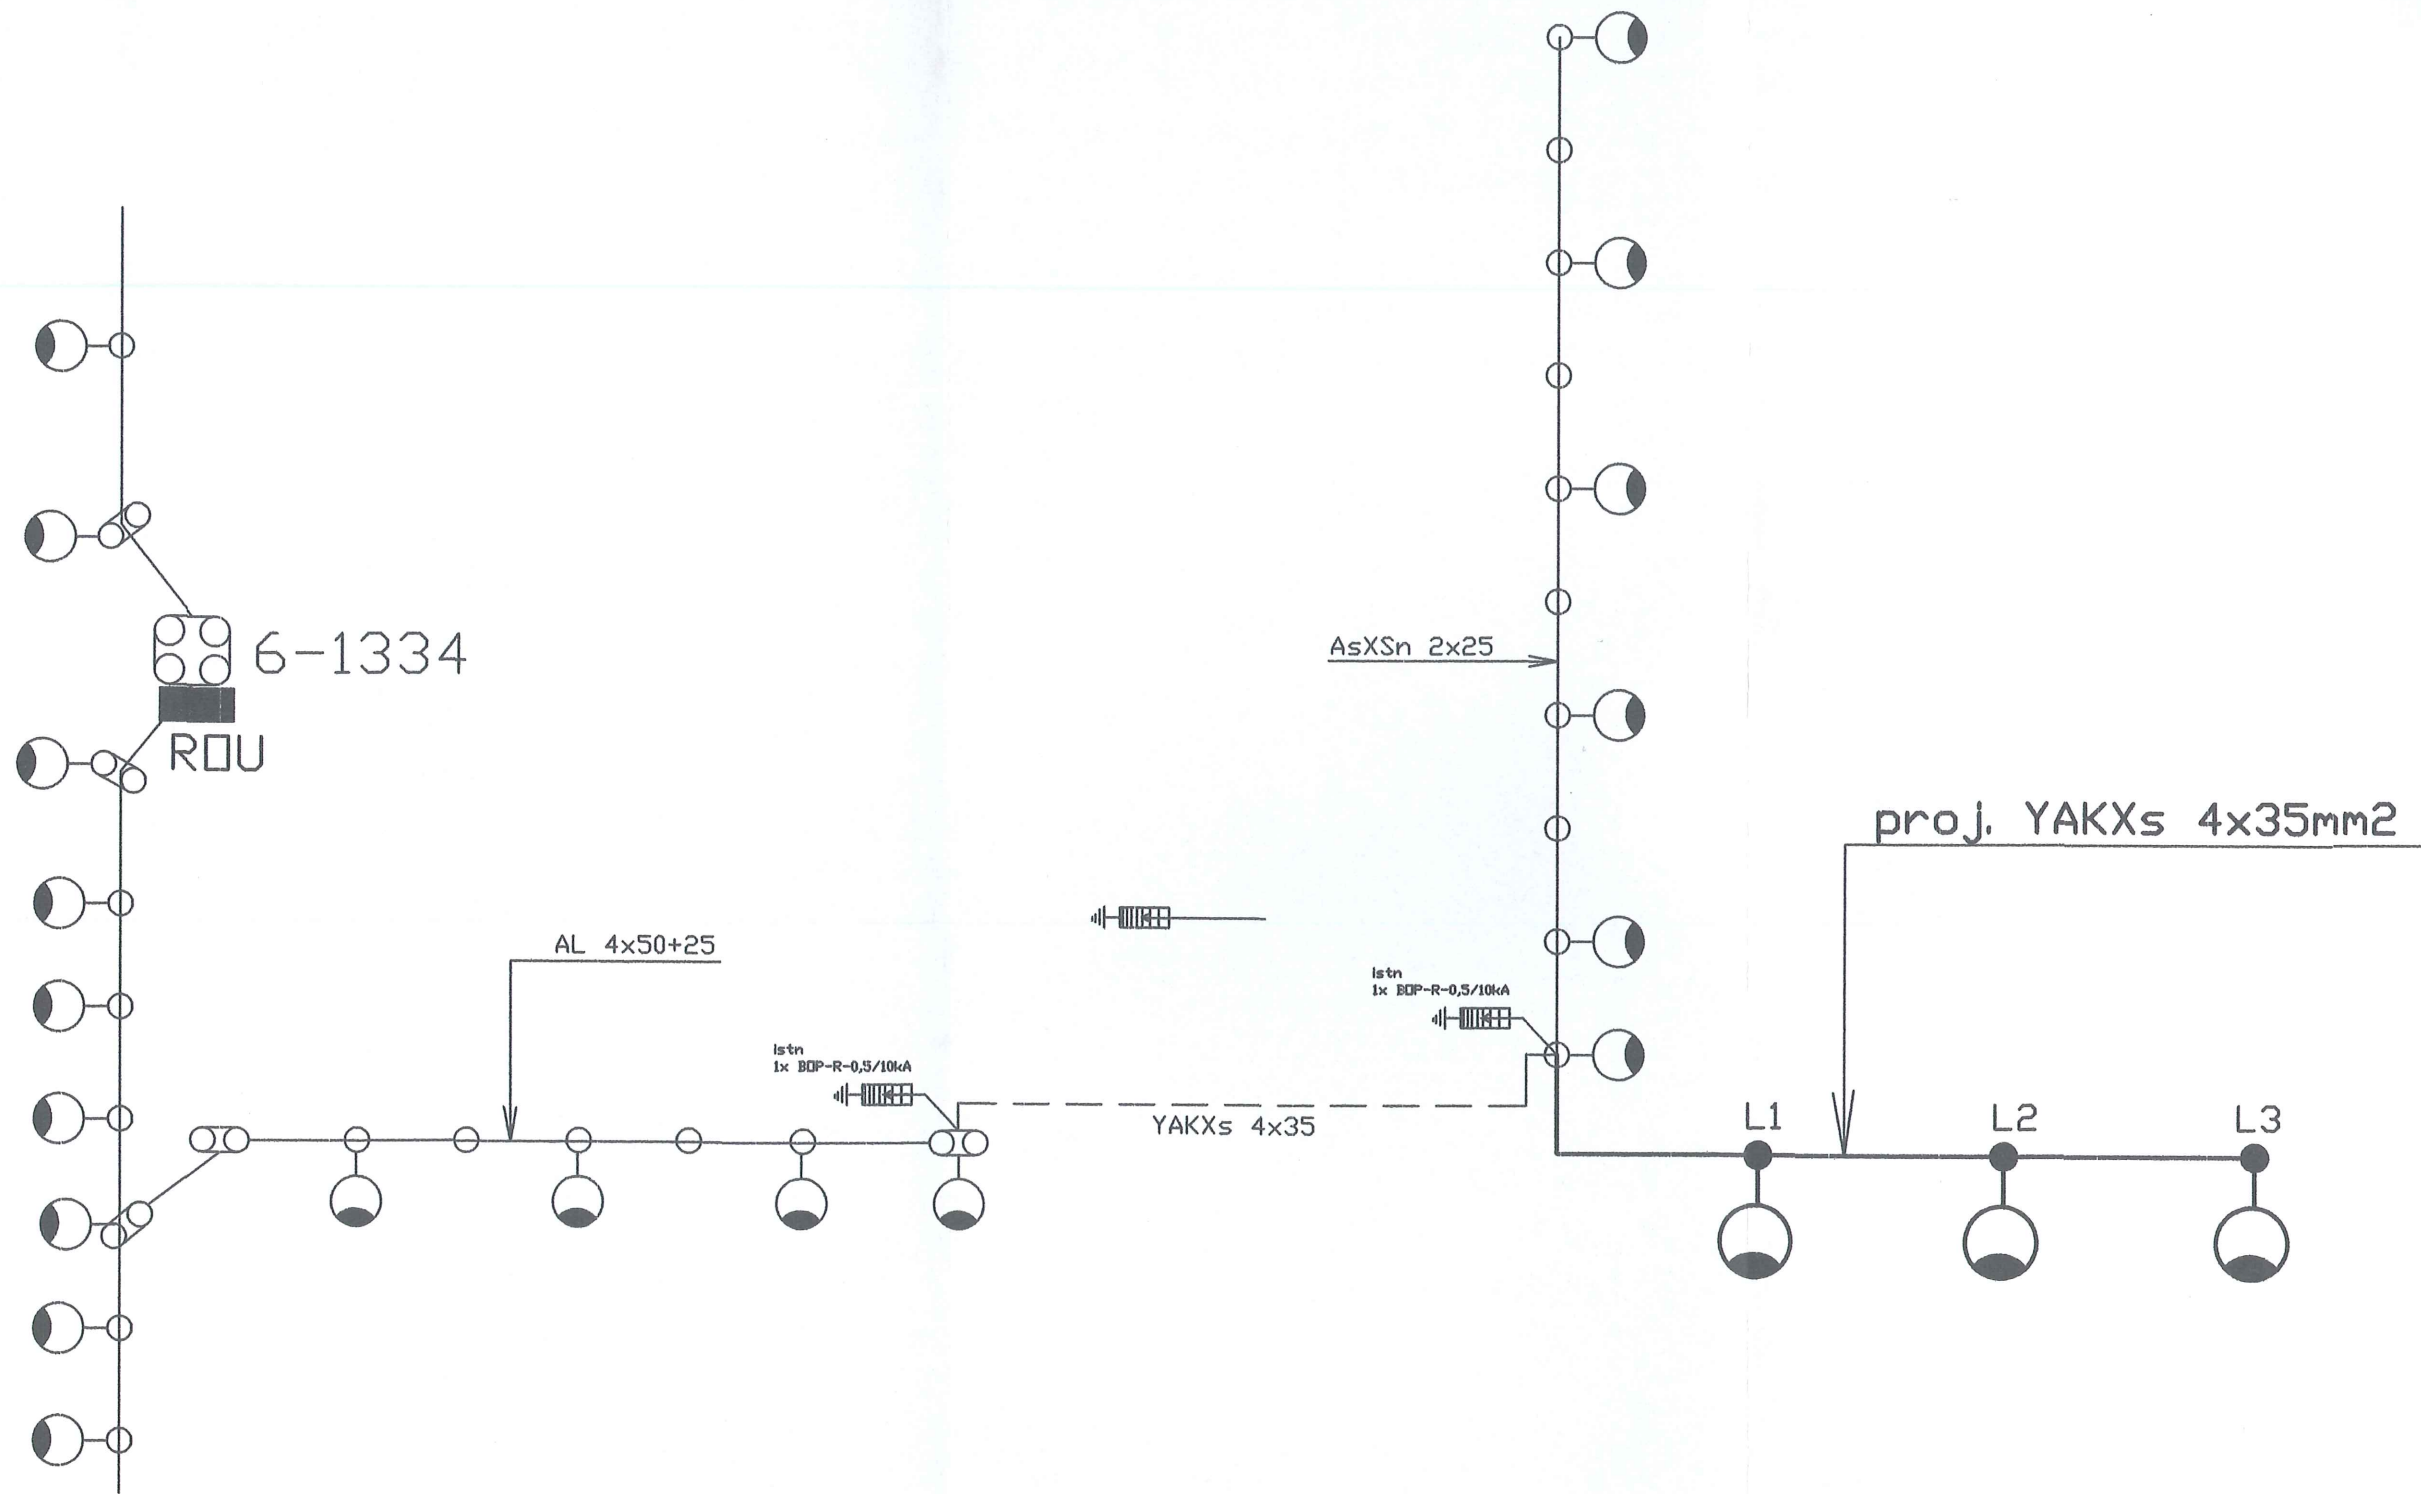 6-1334
ROU
AsXSn 2x25
proj. YAKXs 4x35mm2
AL 4x50+25
istn
1x BOP-R-0,5/10kA
istn
1x BOP-R-0,5/10kA
YAKXs 4x35
L1
L2
L3